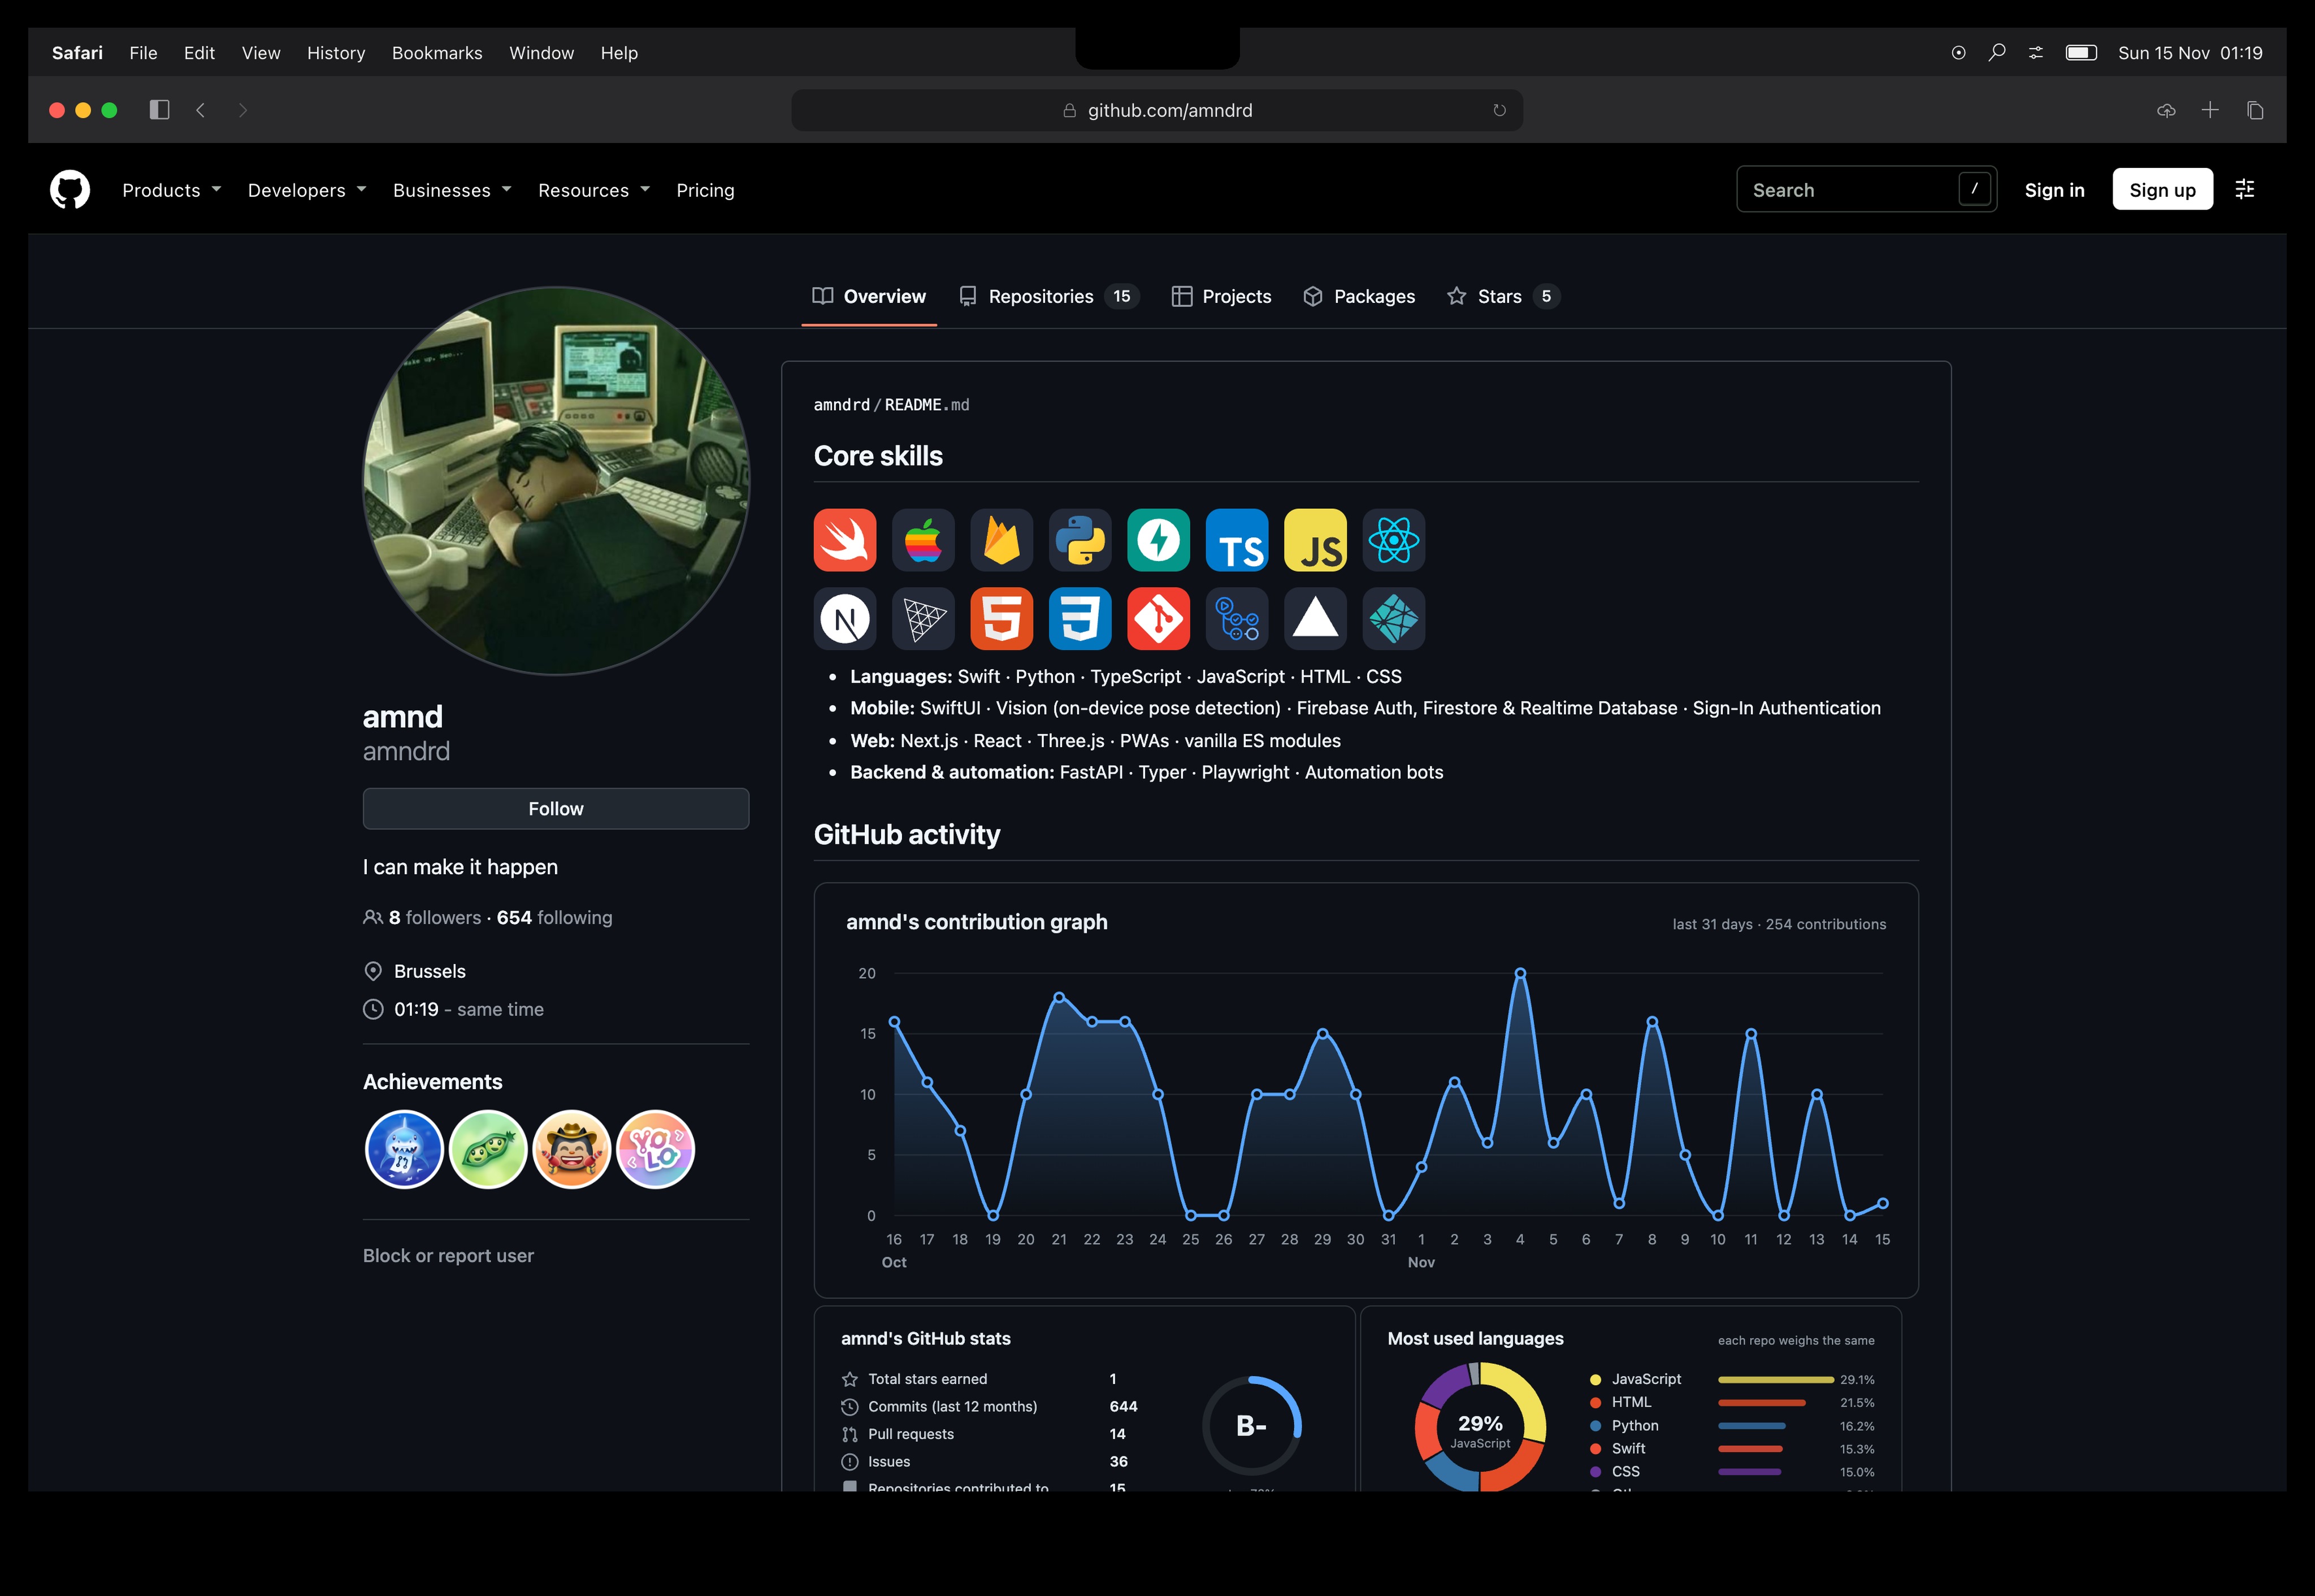 Safari File Edit View History Bookmarks Window Help
Sun 15 Nov 01:19
github.com/amndrd
Products Developers Businesses Resources Pricing
Search /
Sign in
Sign up
Overview Repositories 15 Projects Packages Stars 5
amndrd/README.md
Core skills
TS JS
N
Languages: Swift · Python · TypeScript · JavaScript · HTML · CSS
Mobile: SwiftUI · Vision (on-device pose detection) · Firebase Auth, Firestore & Realtime Database · Sign-In Authentication
Web: Next.js · React · Three.js · PWAs · vanilla ES modules
Backend & automation: FastAPI · Typer · Playwright · Automation bots
amnd
amndrd
Follow
I can make it happen
8 followers · 654 following
Brussels
01:19 - same time
Achievements
YOLO
Block or report user
GitHub activity
amnd's contribution graph
last 31 days · 254 contributions
20
15
10
5
0
16 17 18 19 20 21 22 23 24 25 26 27 28 29 30 31 1 2 3 4 5 6 7 8 9 10 11 12 13 14 15
Oct Nov
amnd's GitHub stats
Total stars earned 1
Commits (last 12 months) 644
Pull requests 14
Issues 36
Repositories contributed to 15
B-
Most used languages
each repo weighs the same
29%
JavaScript
JavaScript 29.1%
HTML 21.5%
Python 16.2%
Swift 15.3%
CSS 15.0%